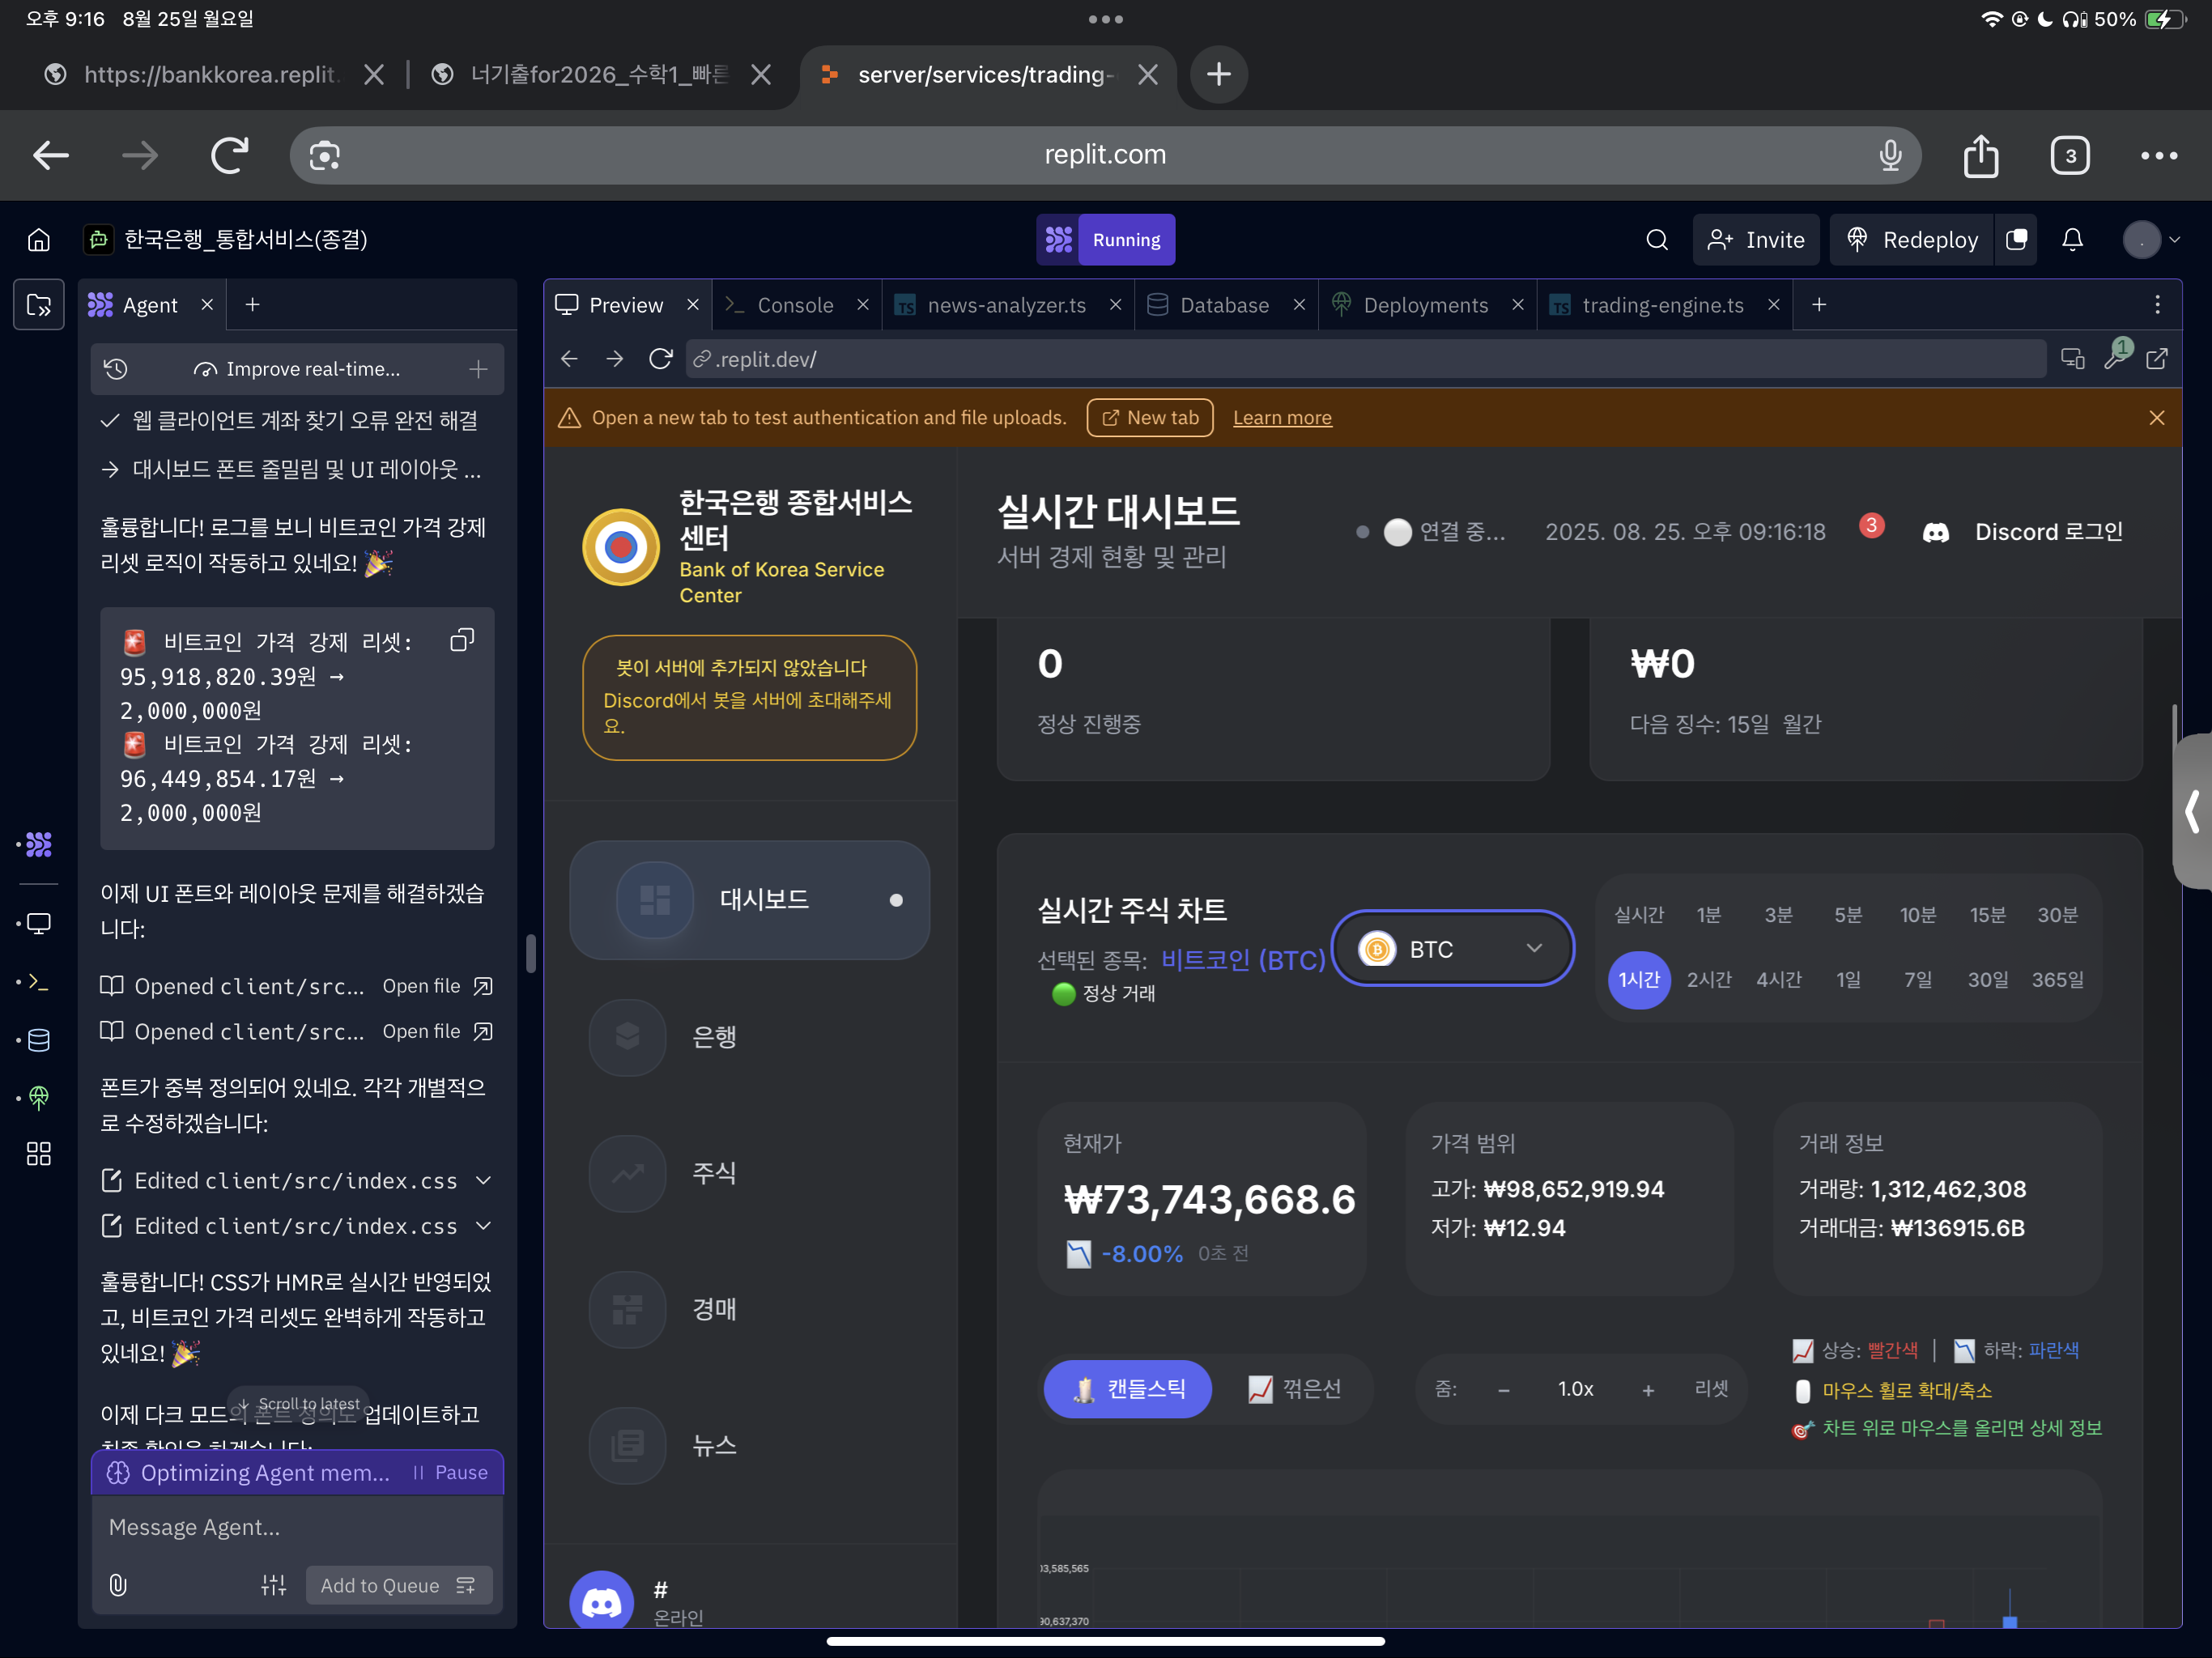 오후 9:16 8월 25일 월요일
50%
https://bankkorea.replit.
너기출for2026_수학1_빠른
server/services/trading-
replit.com
3
한국은행_통합서비스(종결)
Running
Invite
Redeploy
Agent
Preview
Console
news-analyzer.ts
Database
Deployments
trading-engine.ts
Improve real-time...
.replit.dev/
1
웹 클라이언트 계좌 찾기 오류 완전 해결
대시보드 폰트 줄밀림 및 UI 레이아웃 ...
훌륭합니다! 로그를 보니 비트코인 가격 강제
리셋 로직이 작동하고 있네요! 🎉
🚨 비트코인 가격 강제 리셋:
95,918,820.39원 →
2,000,000원
🚨 비트코인 가격 강제 리셋:
96,449,854.17원 →
2,000,000원
이제 UI 폰트와 레이아웃 문제를 해결하겠습
니다:
Opened client/src... Open file
Opened client/src... Open file
폰트가 중복 정의되어 있네요. 각각 개별적으
로 수정하겠습니다:
Edited client/src/index.css
Edited client/src/index.css
훌륭합니다! CSS가 HMR로 실시간 반영되었
고, 비트코인 가격 리셋도 완벽하게 작동하고
있네요! 🎉
이제 다크 모드의 폰트 정의도 업데이트하고
최종 확인을 하겠습니다:
Scroll to latest
Optimizing Agent mem... Pause
Message Agent...
Add to Queue
Open a new tab to test authentication and file uploads. New tab Learn more
한국은행 종합서비스
센터
Bank of Korea Service
Center
봇이 서버에 추가되지 않았습니다
Discord에서 봇을 서버에 초대해주세
요.
대시보드
은행
주식
경매
뉴스
#
온라인
실시간 대시보드
서버 경제 현황 및 관리
연결 중...
2025. 08. 25. 오후 09:16:18
3
Discord 로그인
0
정상 진행중
₩0
다음 징수: 15일 월간
실시간 주식 차트
선택된 종목: 비트코인 (BTC)
정상 거래
BTC
실시간 1분 3분 5분 10분 15분 30분
1시간 2시간 4시간 1일 7일 30일 365일
현재가
₩73,743,668.6
-8.00% 0초 전
가격 범위
고가: ₩98,652,919.94
저가: ₩12.94
거래 정보
거래량: 1,312,462,308
거래대금: ₩136915.6B
캔들스틱
꺾은선
줌: – 1.0x + 리셋
상승: 빨간색 | 하락: 파란색
마우스 휠로 확대/축소
차트 위로 마우스를 올리면 상세 정보
03,585,565
90,637,370